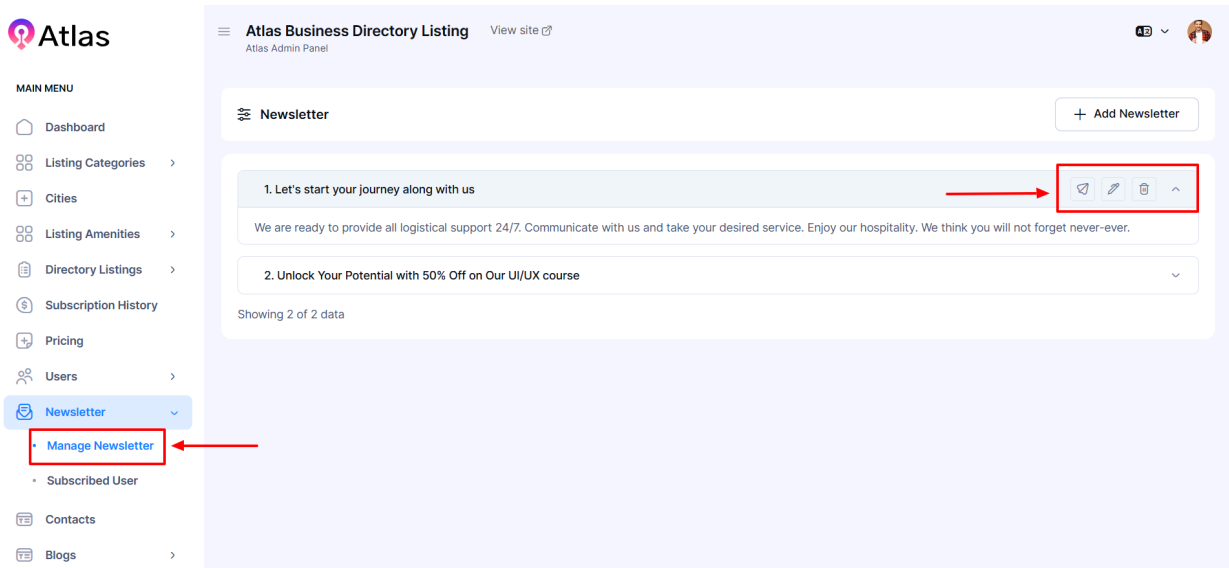 Atlas
MAIN MENU
Dashboard
Listing Categories
Cities
Listing Amenities
Directory Listings
Subscription History
Pricing
Users
Newsletter
Manage Newsletter
Subscribed User
Contacts
Blogs
Atlas Business Directory Listing View site
Atlas Admin Panel
Newsletter
Add Newsletter
1. Let's start your journey along with us
We are ready to provide all logistical support 24/7. Communicate with us and take your desired service. Enjoy our hospitality. We think you will not forget never-ever.
2. Unlock Your Potential with 50% Off on Our UI/UX course
Showing 2 of 2 data